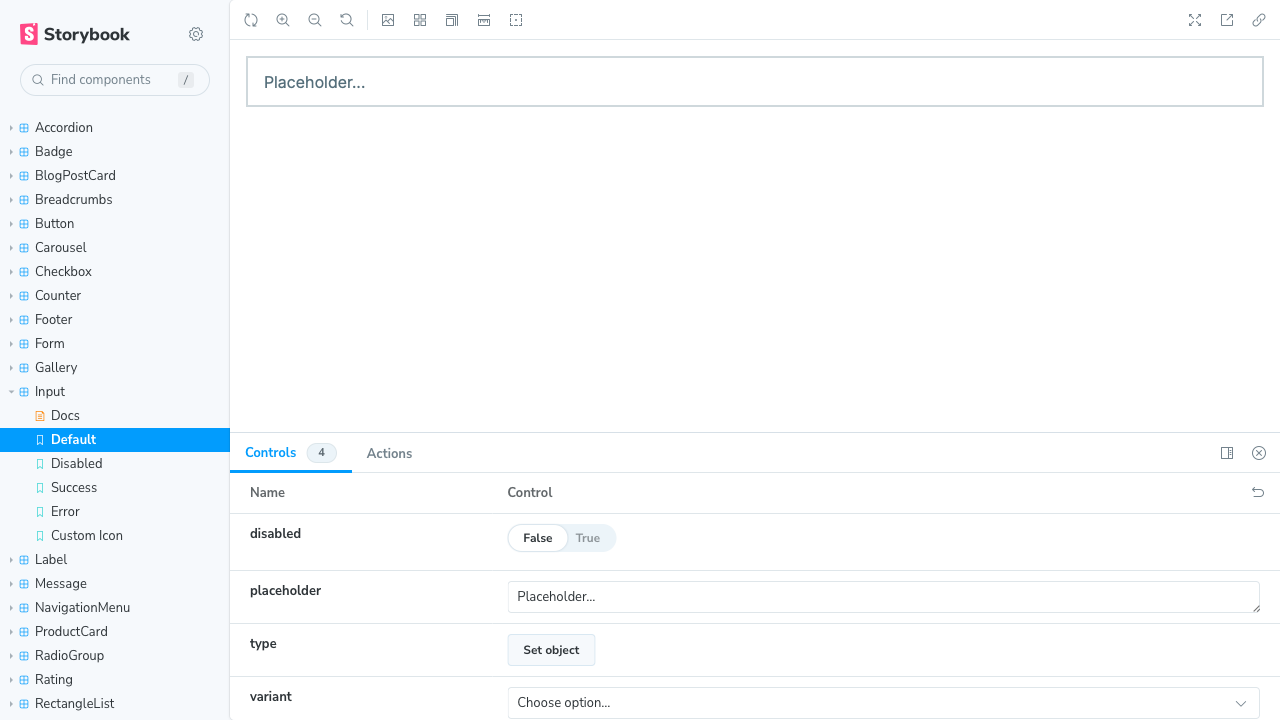 Storybook
Find components
/
Accordion
Badge
BlogPostCard
Breadcrumbs
Button
Carousel
Checkbox
Counter
Footer
Form
Gallery
Input
Docs
Default
Disabled
Success
Error
Custom Icon
Label
Message
NavigationMenu
ProductCard
RadioGroup
Rating
RectangleList
Placeholder...
Controls 4 Actions
Name Control
disabled False True
placeholder Placeholder...
type Set object
variant Choose option...